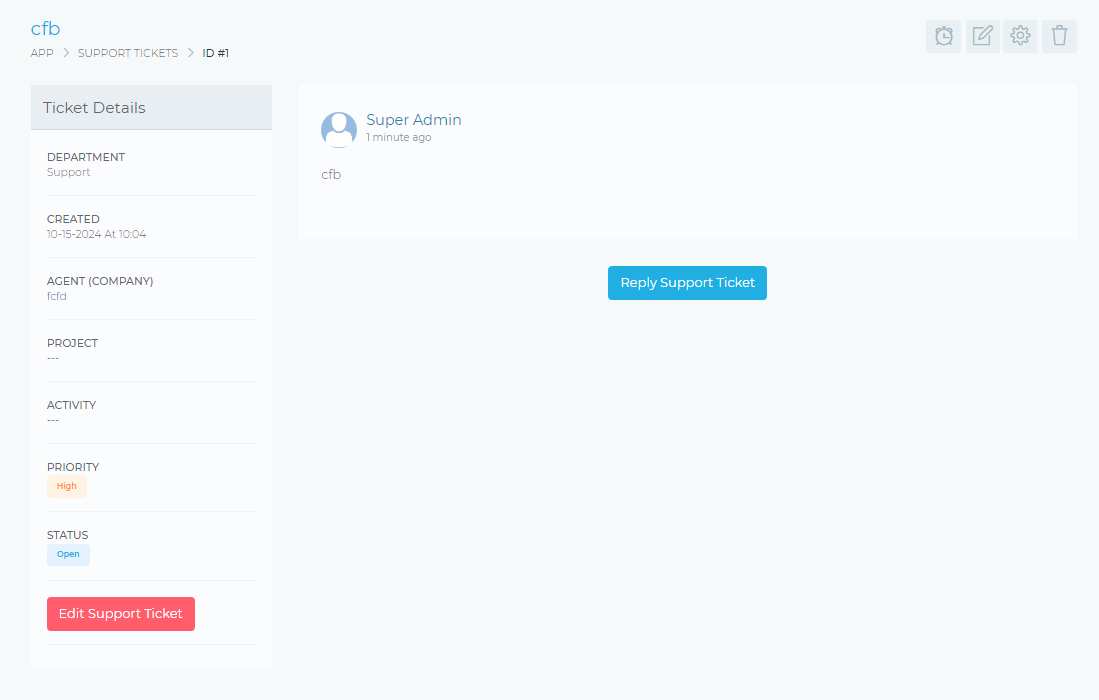 cfb
APP > SUPPORT TICKETS > ID #1
Ticket Details
DEPARTMENT
Support
CREATED
10-15-2024 At 10:04
AGENT (COMPANY)
fcfd
PROJECT
---
ACTIVITY
---
PRIORITY
High
STATUS
Open
Edit Support Ticket
Super Admin
1 minute ago
cfb
Reply Support Ticket